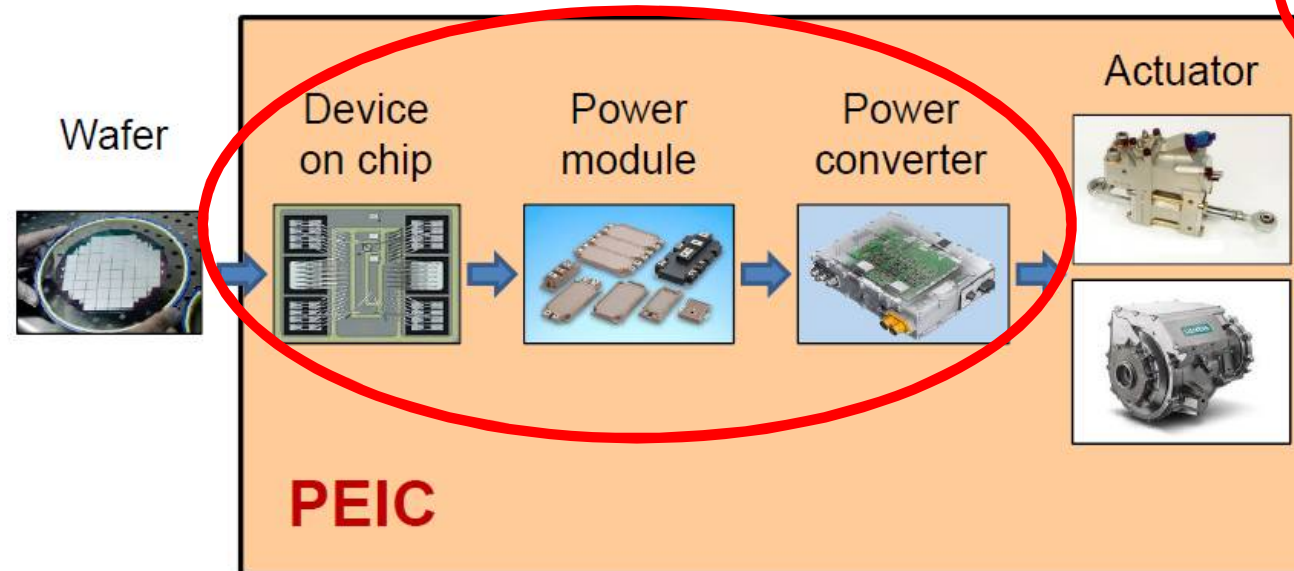 Wafer
Device
on chip
Power
module
Power
converter
Actuator
PEIC